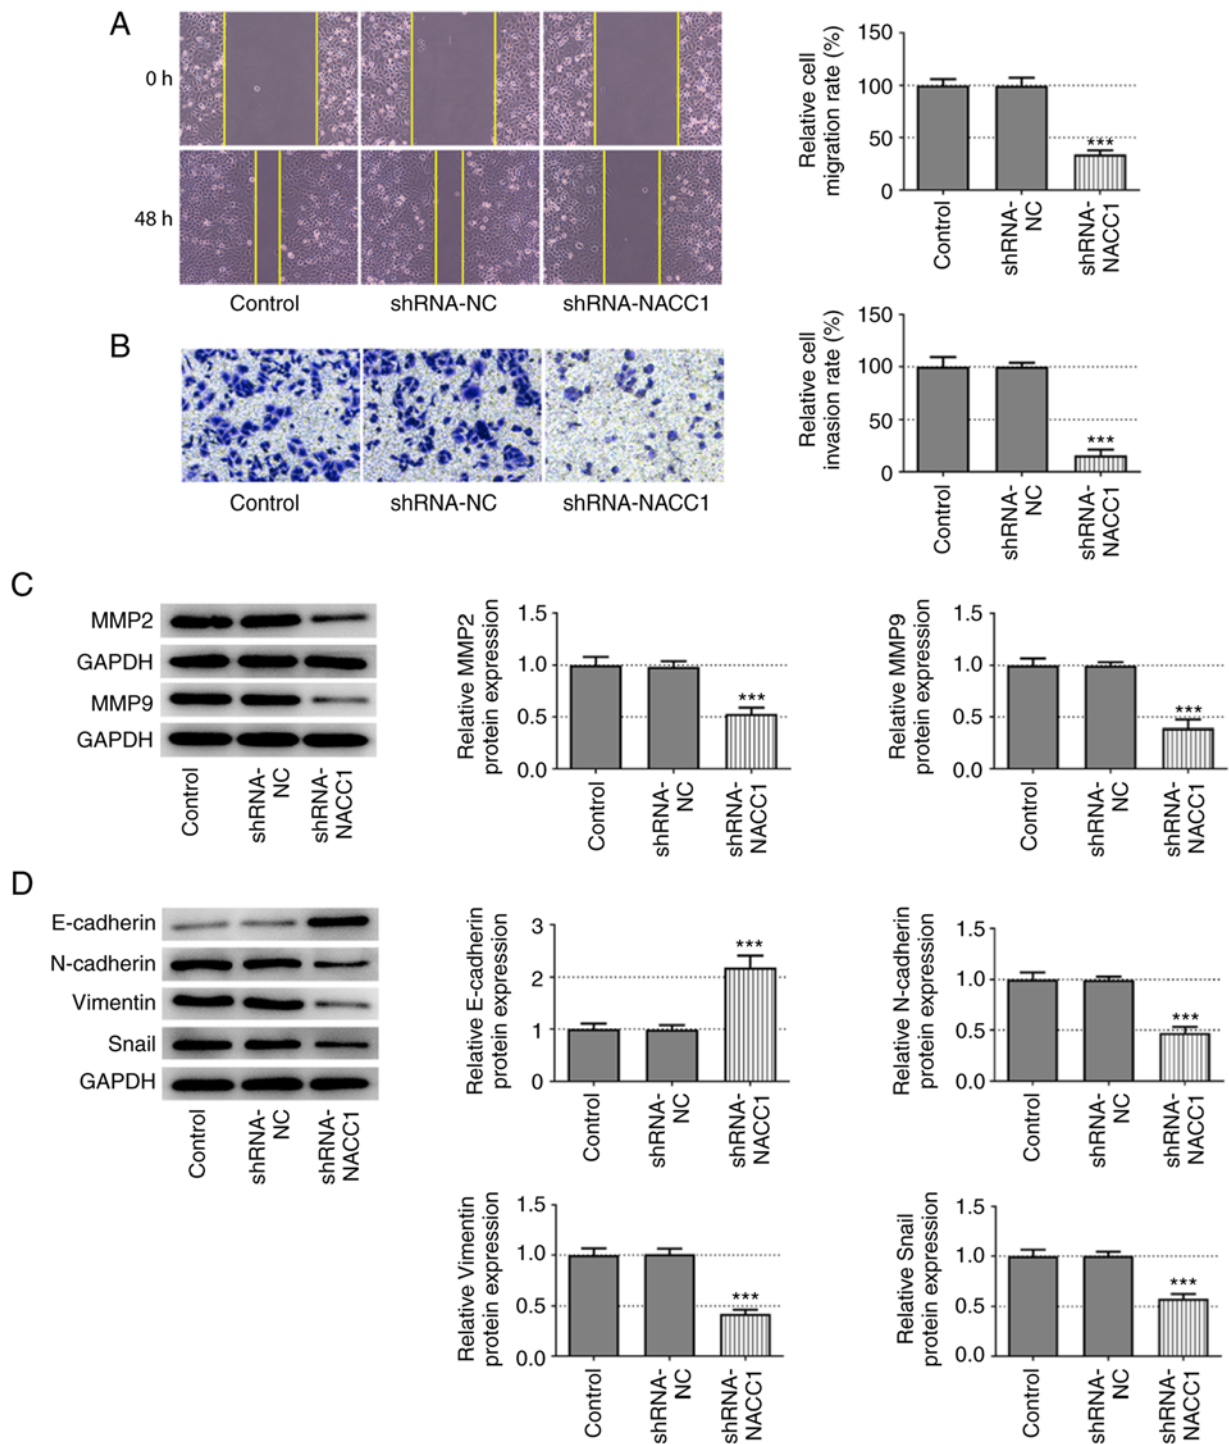 A
0 h
48 h
Control
shRNA-NC
shRNA-NACC1
Relative cell
migration rate (%)
150
100
50
0
***
Control
shRNA-
NC
shRNA-
NACC1
B
Control
shRNA-NC
shRNA-NACC1
Relative cell
invasion rate (%)
150
100
50
0
***
Control
shRNA-
NC
shRNA-
NACC1
C
MMP2
GAPDH
MMP9
GAPDH
Control
shRNA-
NC
shRNA-
NACC1
Relative MMP2
protein expression
1.5
1.0
0.5
0.0
***
Control
shRNA-
NC
shRNA-
NACC1
Relative MMP9
protein expression
1.5
1.0
0.5
0.0
***
Control
shRNA-
NC
shRNA-
NACC1
D
E-cadherin
N-cadherin
Vimentin
Snail
GAPDH
Control
shRNA-
NC
shRNA-
NACC1
Relative E-cadherin
protein expression
3
2
1
0
***
Control
shRNA-
NC
shRNA-
NACC1
Relative N-cadherin
protein expression
1.5
1.0
0.5
0.0
***
Control
shRNA-
NC
shRNA-
NACC1
Relative Vimentin
protein expression
1.5
1.0
0.5
0.0
***
Control
shRNA-
NC
shRNA-
NACC1
Relative Snail
protein expression
1.5
1.0
0.5
0.0
***
Control
shRNA-
NC
shRNA-
NACC1